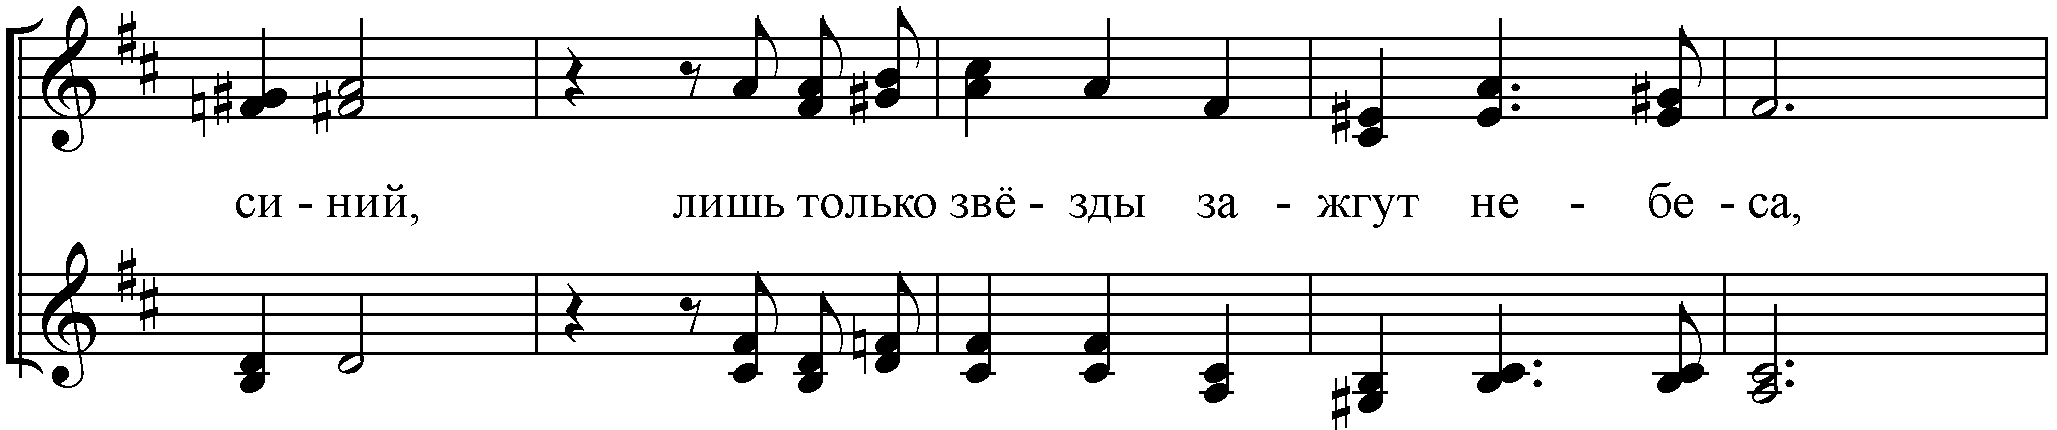 си - ний, лишь только звё - зды за - жгут не - бе - са,